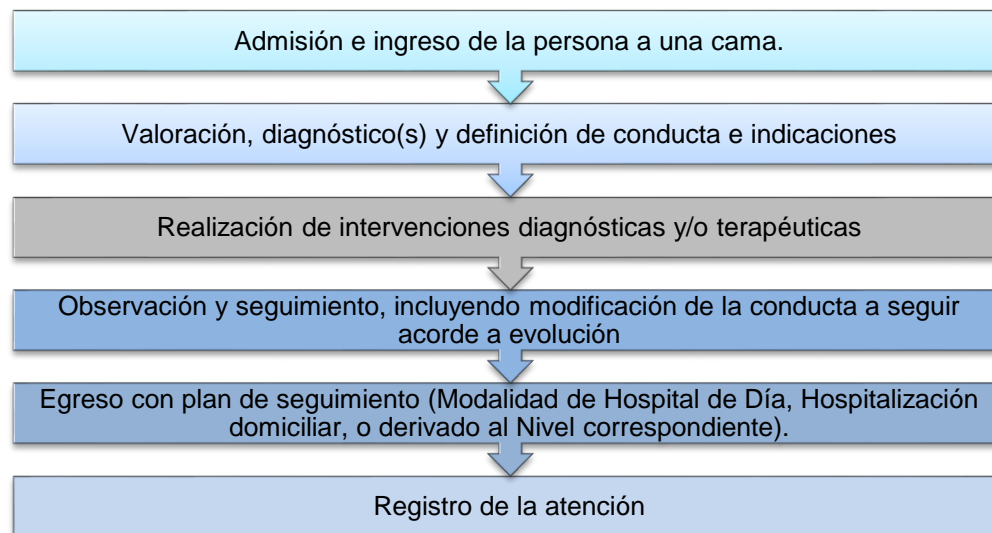 Admisión e ingreso de la persona a una cama.
Valoración, diagnóstico(s) y definición de conducta e indicaciones
Realización de intervenciones diagnósticas y/o terapéuticas
Observación y seguimiento, incluyendo modificación de la conducta a seguir
acorde a evolución
Egreso con plan de seguimiento (Modalidad de Hospital de Día, Hospitalización
domiciliar, o derivado al Nivel correspondiente).
Registro de la atención